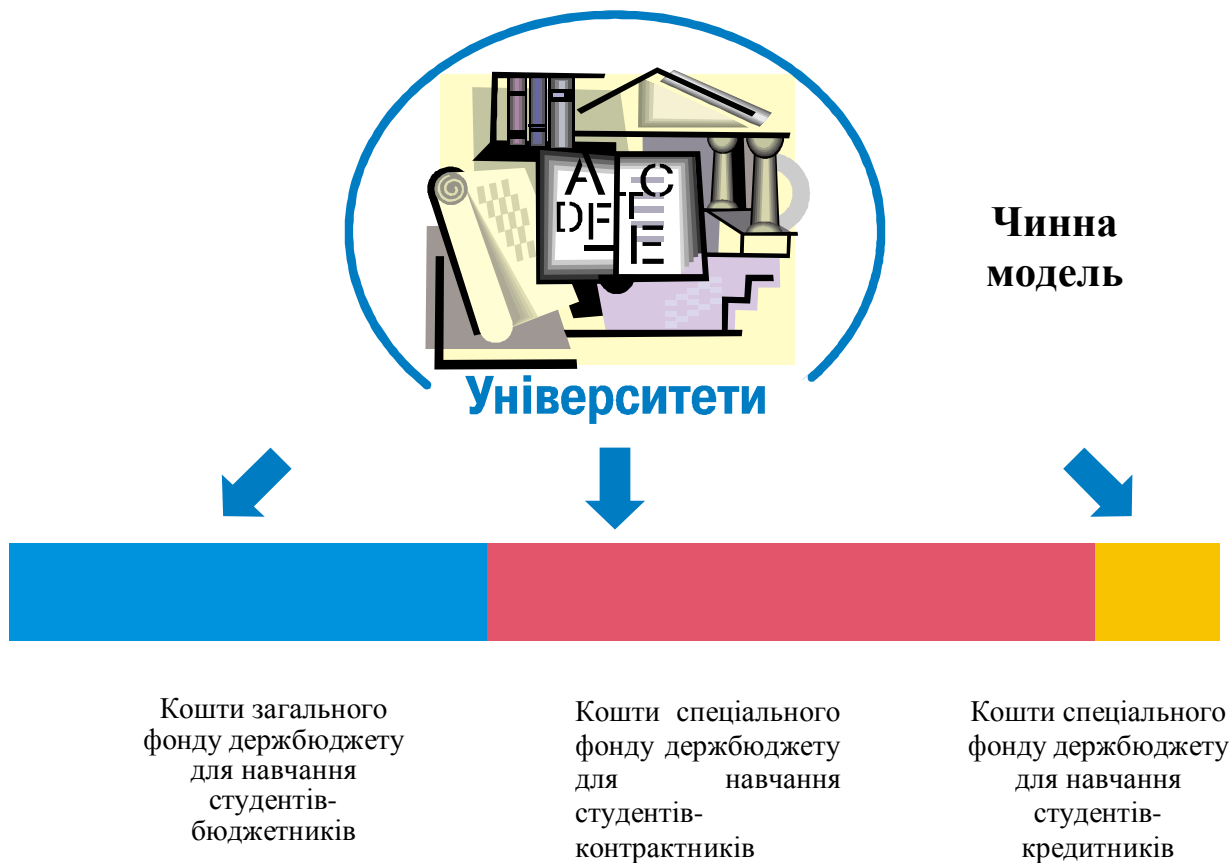 A C
DF T
E
Чинна
модель
Університети
Кошти загального
фонду держбюджету
для навчання
студентів-
бюджетників
Кошти спеціального
фонду держбюджету
для навчання
студентів-
контрактників
Кошти спеціального
фонду держбюджету
для навчання
студентів-
кредитників